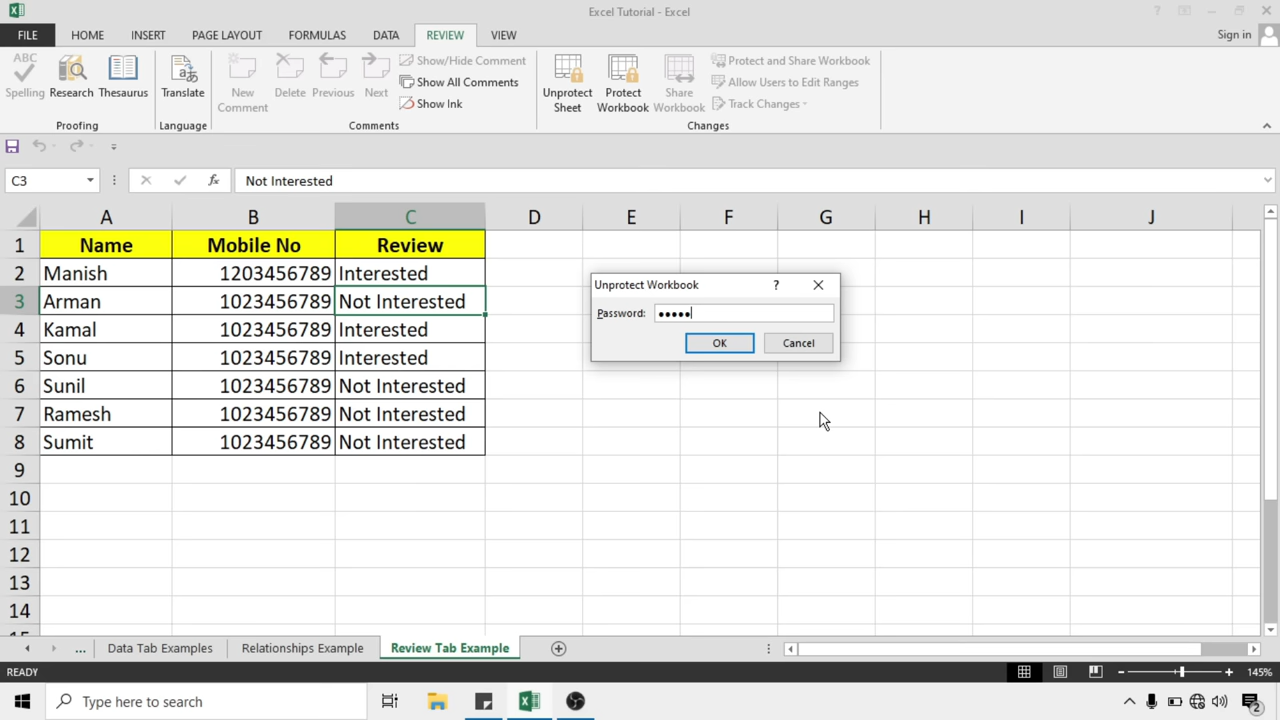 Excel Tutorial - Excel
?
FILE HOME INSERT PAGE LAYOUT FORMULAS DATA REVIEW VIEW Sign in
ABC
Spelling Research Thesaurus Translate New Comment Delete Previous Next Show/Hide Comment
Show All Comments
Show Ink
Unprotect Sheet Protect Workbook Share Workbook
Protect and Share Workbook
Allow Users to Edit Ranges
Track Changes
Proofing Language Comments Changes
C3 fx Not Interested
A B C D E F G H I J
1 Name Mobile No Review
2 Manish 1203456789 Interested
3 Arman 1023456789 Not Interested
4 Kamal 1023456789 Interested
5 Sonu 1023456789 Interested
6 Sunil 1023456789 Not Interested
7 Ramesh 1023456789 Not Interested
8 Sumit 1023456789 Not Interested
9
10
11
12
13
14
Unprotect Workbook ?
Password: •••••
OK Cancel
... Data Tab Examples Relationships Example Review Tab Example
READY 145%
Type here to search 2